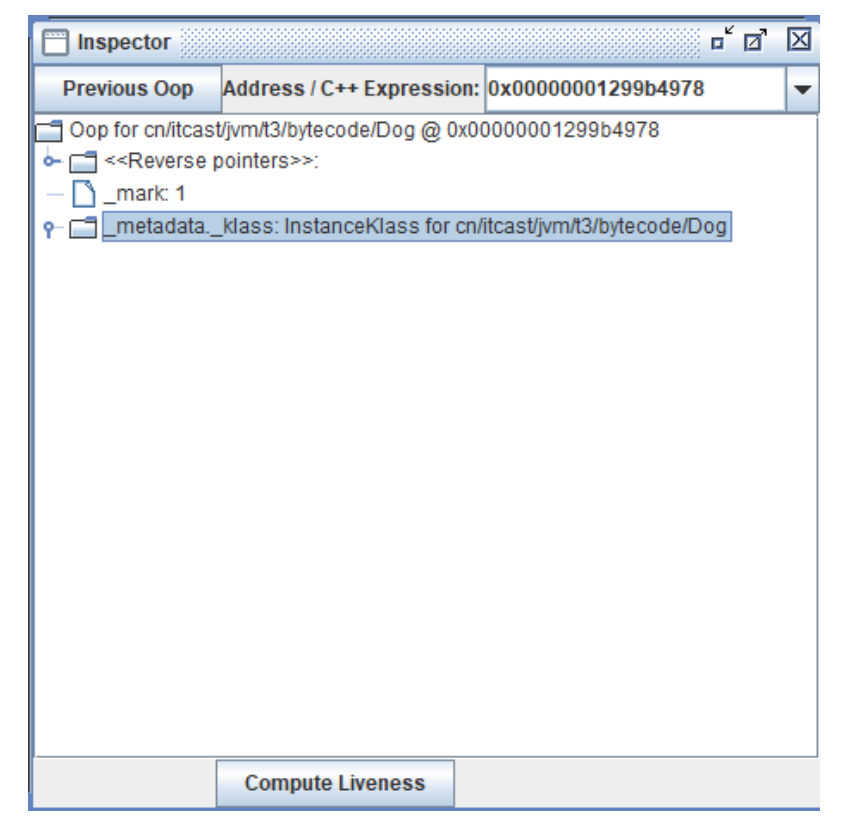 Inspector
Previous Oop Address / C++ Expression: 0x00000001299b4978
Oop for cn/itcast/jvm/t3/bytecode/Dog @ 0x00000001299b4978
<<Reverse pointers>>:
_mark: 1
_metadata._klass: InstanceKlass for cn/itcast/jvm/t3/bytecode/Dog
Compute Liveness